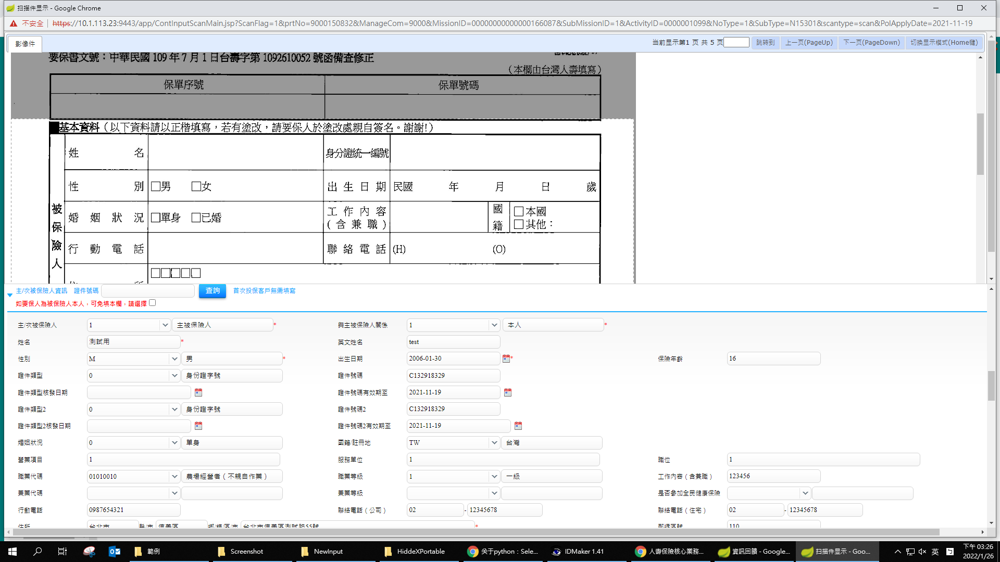 扫描件显示 - Google Chrome
不安全 | https://10.1.113.23:9443/app/ContInputScanMain.jsp?ScanFlag=1&prtNo=9000150832&ManageCom=9000&MissionID=00000000000000166087&SubMissionID=1&ActivityID=0000001099&NoType=1&SubType=N15301&scantype=scan&PolApplyDate=2021-11-19
影像件 当前显示第1 页 共 5 页 跳转到 上一页(PageUp) 下一页(PageDown) 切换显示模式(Home键)
要保書文號：中華民國 109 年 7 月 1 日台壽字第 1092610052 號函備查修正
（本欄由台灣人壽填寫）
保單序號 保單號碼
■基本資料（以下資料請以正楷填寫，若有塗改，請要保人於塗改處親自簽名。謝謝!）
被保險人
姓 名 身分證統一編號
性 別 □男 □女 出生日期 民國 年 月 日 歲
婚姻狀況 □單身 □已婚 工作內容（含兼職） 國籍 □本國 □其他：
行動電話 聯絡電話 (H) (O)
□□□□□
主/次被保險人資訊 證件號碼 查詢 首次投保客戶無需填寫
如要保人為被保險人本人，可免填本欄，請選擇
主/次被保險人 1 主被保險人 * 與主被保險人關係 1 本人 *
姓名 測試用 * 英文姓名 test
性別 M 男 * 出生日期 2006-01-30 * 保險年齡 16
證件類型 0 身份證字號 證件號碼 C132918329
證件類型核發日期 證件號碼有效期至 2021-11-19
證件類型2 0 身份證字號 證件號碼2 C132918329
證件類型2核發日期 證件號碼2有效期至 2021-11-19
婚姻狀況 0 單身 國籍/註冊地 TW 台灣
營業項目 1 服務單位 1 職位 1
職業代碼 01010010 農場經營者（不親自作業） 職業等級 1 一級 工作內容（含兼職） 123456
兼業代碼 兼業等級 是否參加全民健康保險
行動電話 0987654321 聯絡電話（公司） 02 - 12345678 聯絡電話（住宅） 02 - 12345678
住所 台北市 縣/市 信義區 鄉/鎮/區/市 台北市信義區測試路55號 * 郵遞區號 110
範例 Screenshot NewInput HiddeXPortable 关于python：Sele... IDMaker 1.41 人壽保險核心業務... 資訊回饋 - Google... 扫描件显示 - Goo... 英 下午 03:26
2022/1/26